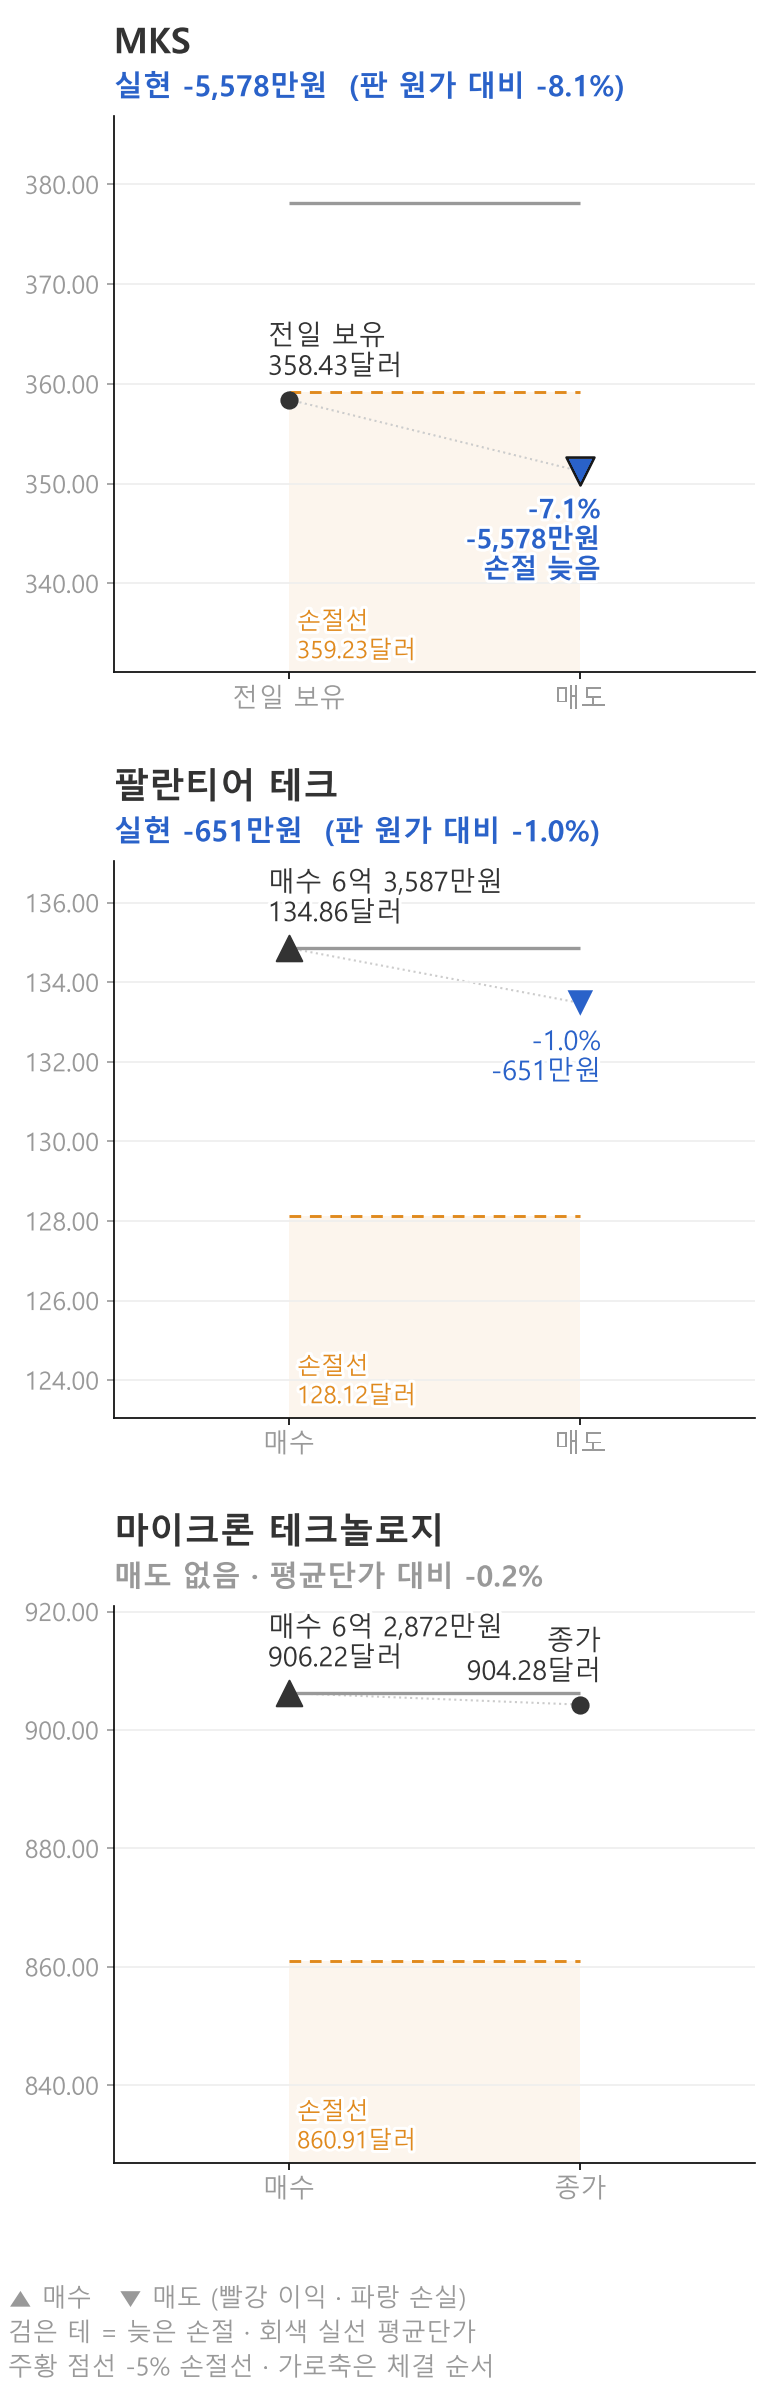 MKS
실현 -5,578만원 (판 원가 대비 -8.1%)
380.00
370.00
전일 보유
358.43달러
360.00
350.00
-7.1%
-5,578만원
손절 늦음
340.00
손절선
359.23달러
전일 보유 매도
팔란티어 테크
실현 -651만원 (판 원가 대비 -1.0%)
매수 6억 3,587만원
134.86달러
136.00
134.00
-1.0%
-651만원
132.00
130.00
128.00
126.00
손절선
128.12달러
124.00
매수 매도
마이크론 테크놀로지
매도 없음 · 평균단가 대비 -0.2%
920.00
매수 6억 2,872만원
906.22달러
종가
904.28달러
900.00
880.00
860.00
840.00
손절선
860.91달러
매수 종가
▲ 매수 ▼ 매도 (빨강 이익 · 파랑 손실)
검은 테 = 늦은 손절 · 회색 실선 평균단가
주황 점선 -5% 손절선 · 가로축은 체결 순서